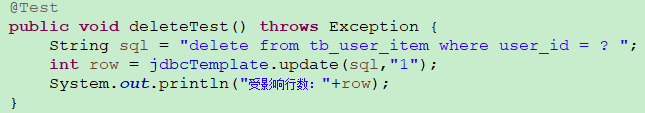 @Test
public void deleteTest() throws Exception {
String sql = "delete from tb_user_item where user_id = ? ";
int row = jdbcTemplate.update(sql,"1");
System.out.println("受影响行数："+row);
}